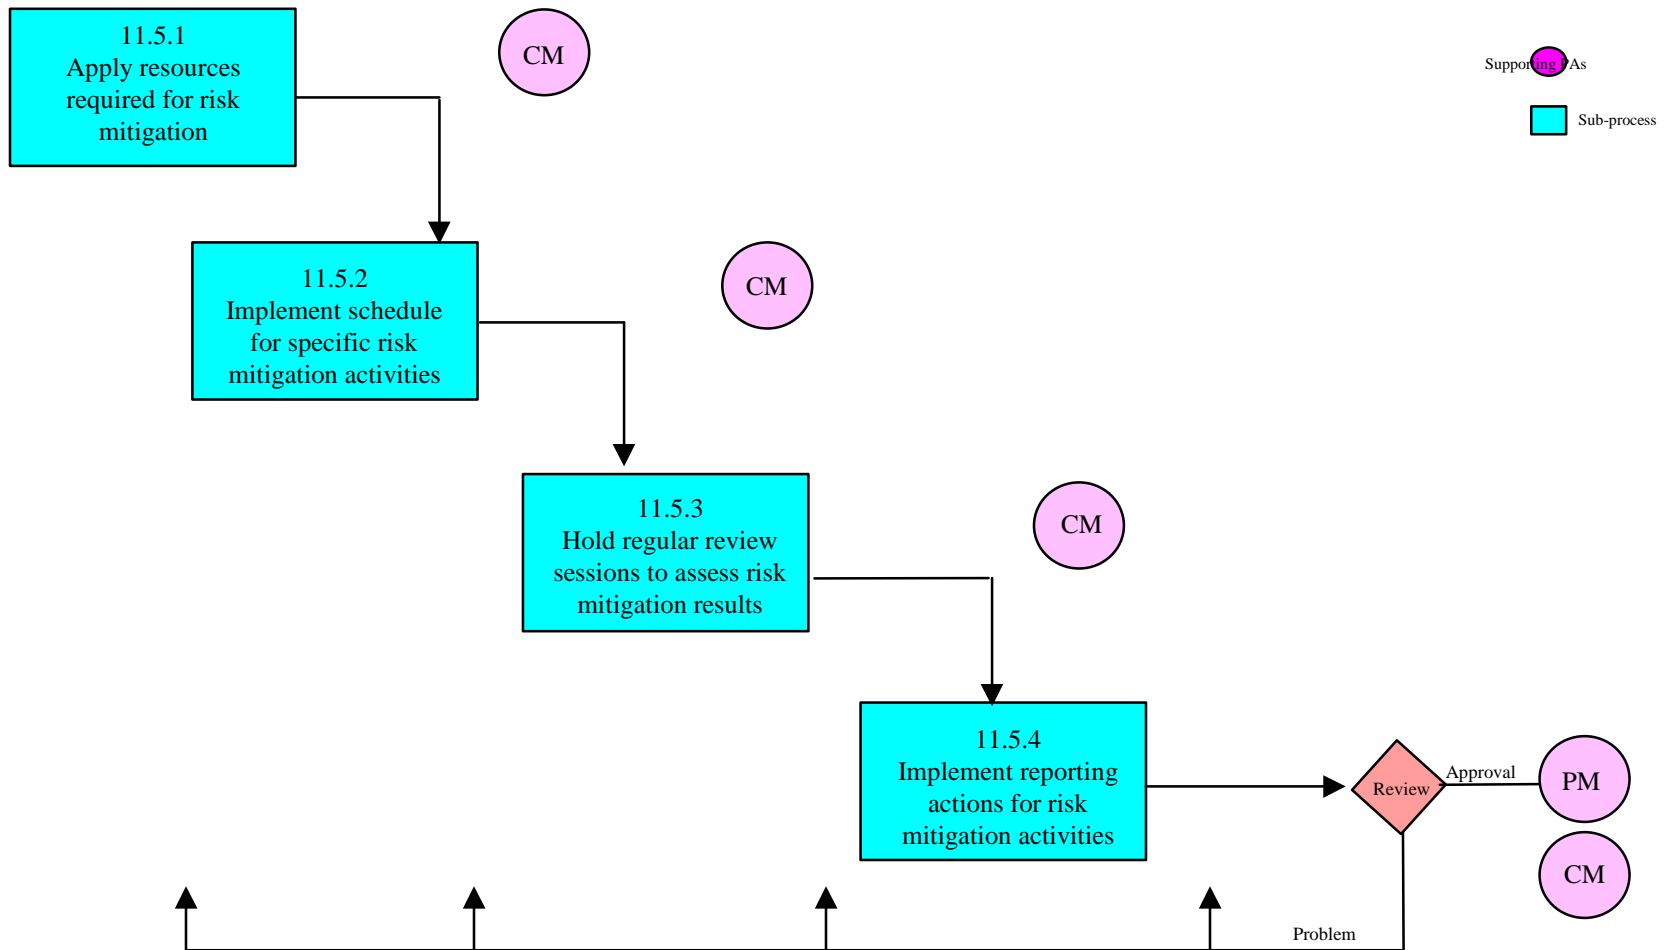 11.5.1
Apply resources
required for risk
mitigation
CM
Supporting PAs
Sub-process
11.5.2
Implement schedule
for specific risk
mitigation activities
CM
11.5.3
Hold regular review
sessions to assess risk
mitigation results
CM
11.5.4
Implement reporting
actions for risk
mitigation activities
Review
Approval
PM
CM
Problem